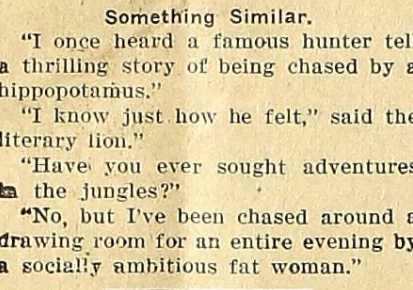 Something Similar.
"I once heard a famous hunter tell
a thrilling story of being chased by a
hippopotamus."
"I know just how he felt," said the
literary lion."
"Have you ever sought adventures
in the jungles?"
"No, but I've been chased around a
drawing room for an entire evening by
a socially ambitious fat woman."